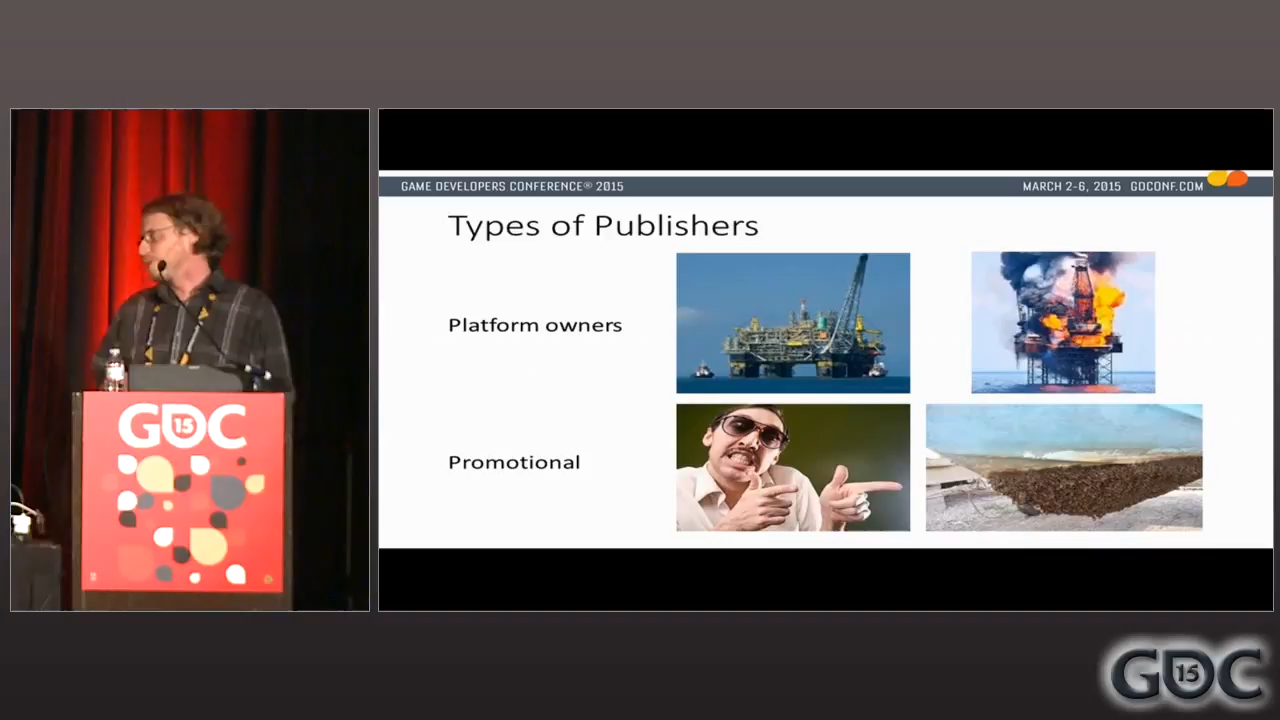 GAME DEVELOPERS CONFERENCE® 2015
MARCH 2-6, 2015 GDCONF.COM
Types of Publishers
Platform owners
Promotional
GDC
15
GDC
15